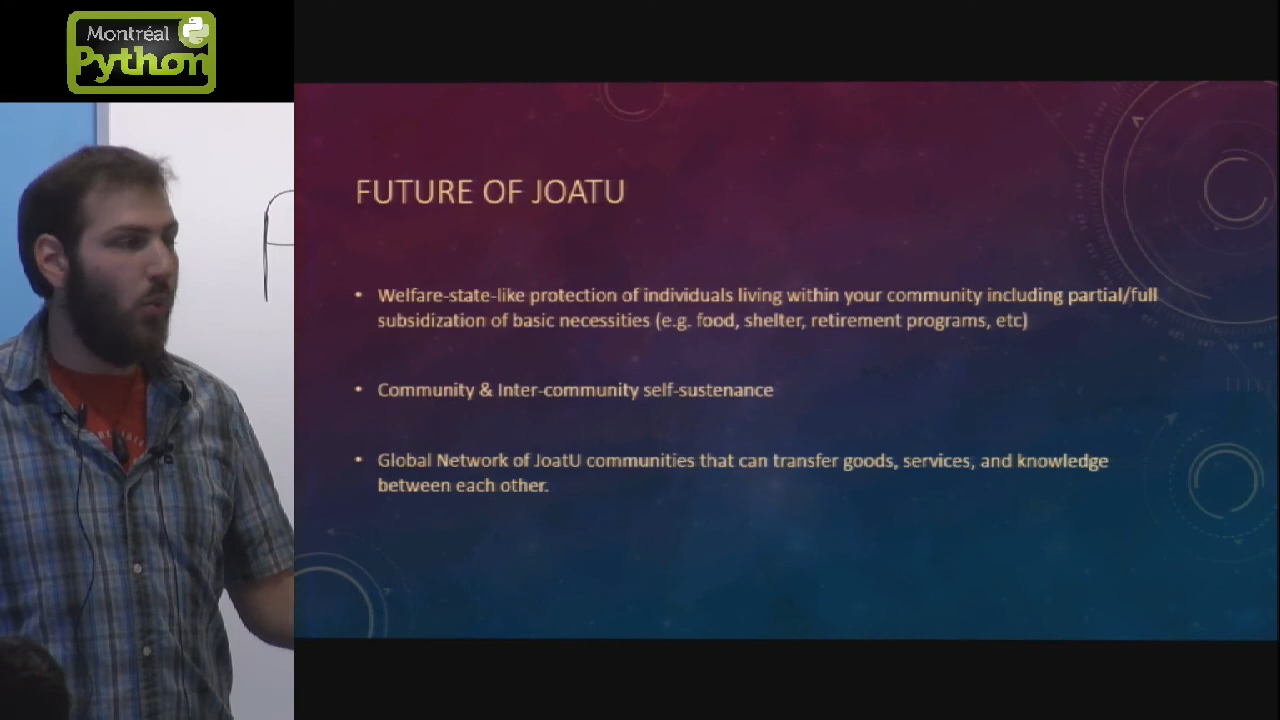 Montréal
Python
FUTURE OF JOATU
• Welfare-state-like protection of individuals living within your community including partial/full
subsidization of basic necessities (e.g. food, shelter, retirement programs, etc)
• Community & Inter-community self-sustenance
• Global Network of JoatU communities that can transfer goods, services, and knowledge
between each other.